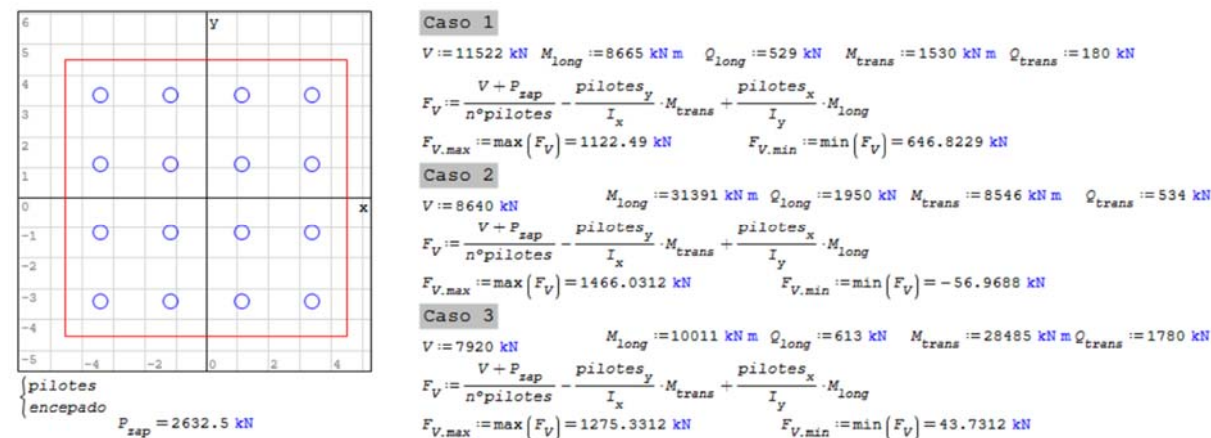 y
6
5
4
3
2
1
0
-1
-2
-3
-4
-5
-4 -2 0 2 4
x
pilotes
encepado
P_zap = 2632.5 kN
Caso 1
V := 11522 kN M_long := 8665 kN m Q_long := 529 kN M_trans := 1530 kN m Q_trans := 180 kN
F_V := (V + P_zap)/(nºpilotes) - (pilotes_y)/(I_x) · M_trans + (pilotes_x)/(I_y) · M_long
F_V.max := max(F_V) = 1122.49 kN F_V.min := min(F_V) = 646.8229 kN
Caso 2
V := 8640 kN M_long := 31391 kN m Q_long := 1950 kN M_trans := 8546 kN m Q_trans := 534 kN
F_V := (V + P_zap)/(nºpilotes) - (pilotes_y)/(I_x) · M_trans + (pilotes_x)/(I_y) · M_long
F_V.max := max(F_V) = 1466.0312 kN F_V.min := min(F_V) = -56.9688 kN
Caso 3
V := 7920 kN M_long := 10011 kN m Q_long := 613 kN M_trans := 28485 kN m Q_trans := 1780 kN
F_V := (V + P_zap)/(nºpilotes) - (pilotes_y)/(I_x) · M_trans + (pilotes_x)/(I_y) · M_long
F_V.max := max(F_V) = 1275.3312 kN F_V.min := min(F_V) = 43.7312 kN